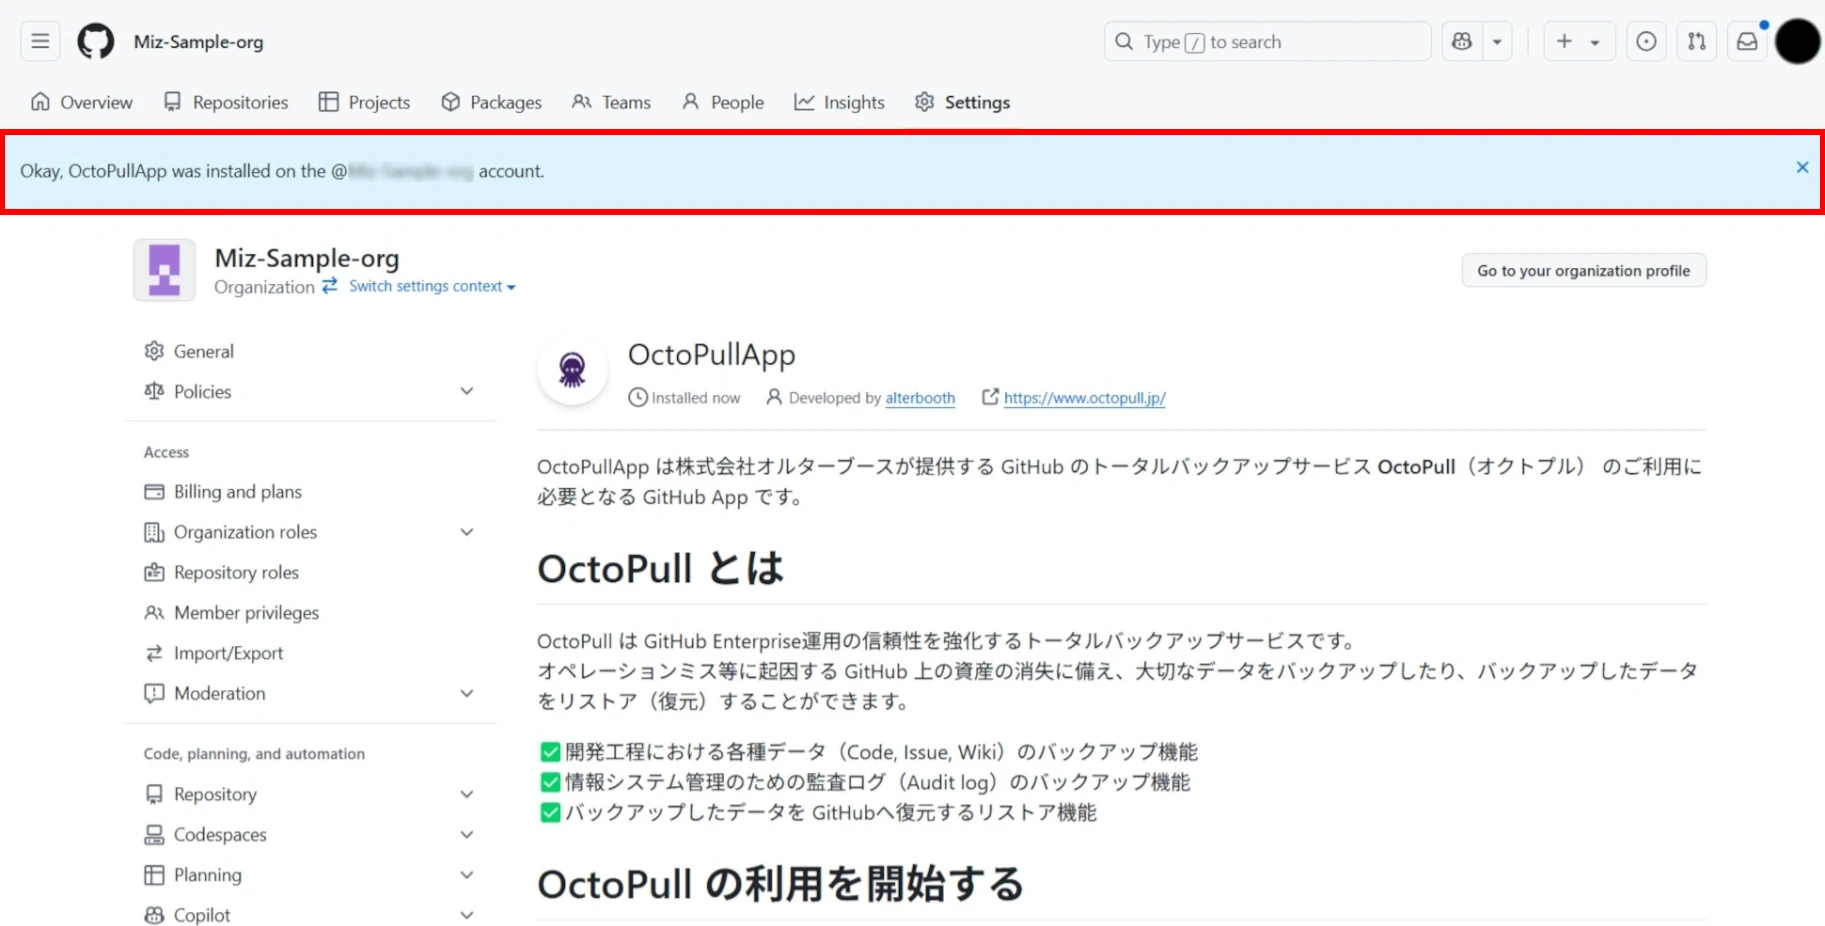 Miz-Sample-org
Type / to search
Overview
Repositories
Projects
Packages
Teams
People
Insights
Settings
Okay, OctoPullApp was installed on the @ account.
Miz-Sample-org
Organization Switch settings context
Go to your organization profile
General
Policies
Access
Billing and plans
Organization roles
Repository roles
Member privileges
Import/Export
Moderation
Code, planning, and automation
Repository
Codespaces
Planning
Copilot
OctoPullApp
Installed now Developed by alterbooth https://www.octopull.jp/
OctoPullApp は株式会社オルターブースが提供する GitHub のトータルバックアップサービス OctoPull（オクトプル） のご利用に
必要となる GitHub App です。
OctoPull とは
OctoPull は GitHub Enterprise運用の信頼性を強化するトータルバックアップサービスです。
オペレーションミス等に起因する GitHub 上の資産の消失に備え、大切なデータをバックアップしたり、バックアップしたデータ
をリストア（復元）することができます。
✅開発工程における各種データ（Code, Issue, Wiki）のバックアップ機能
✅情報システム管理のための監査ログ（Audit log）のバックアップ機能
✅バックアップしたデータを GitHubへ復元するリストア機能
OctoPull の利用を開始する